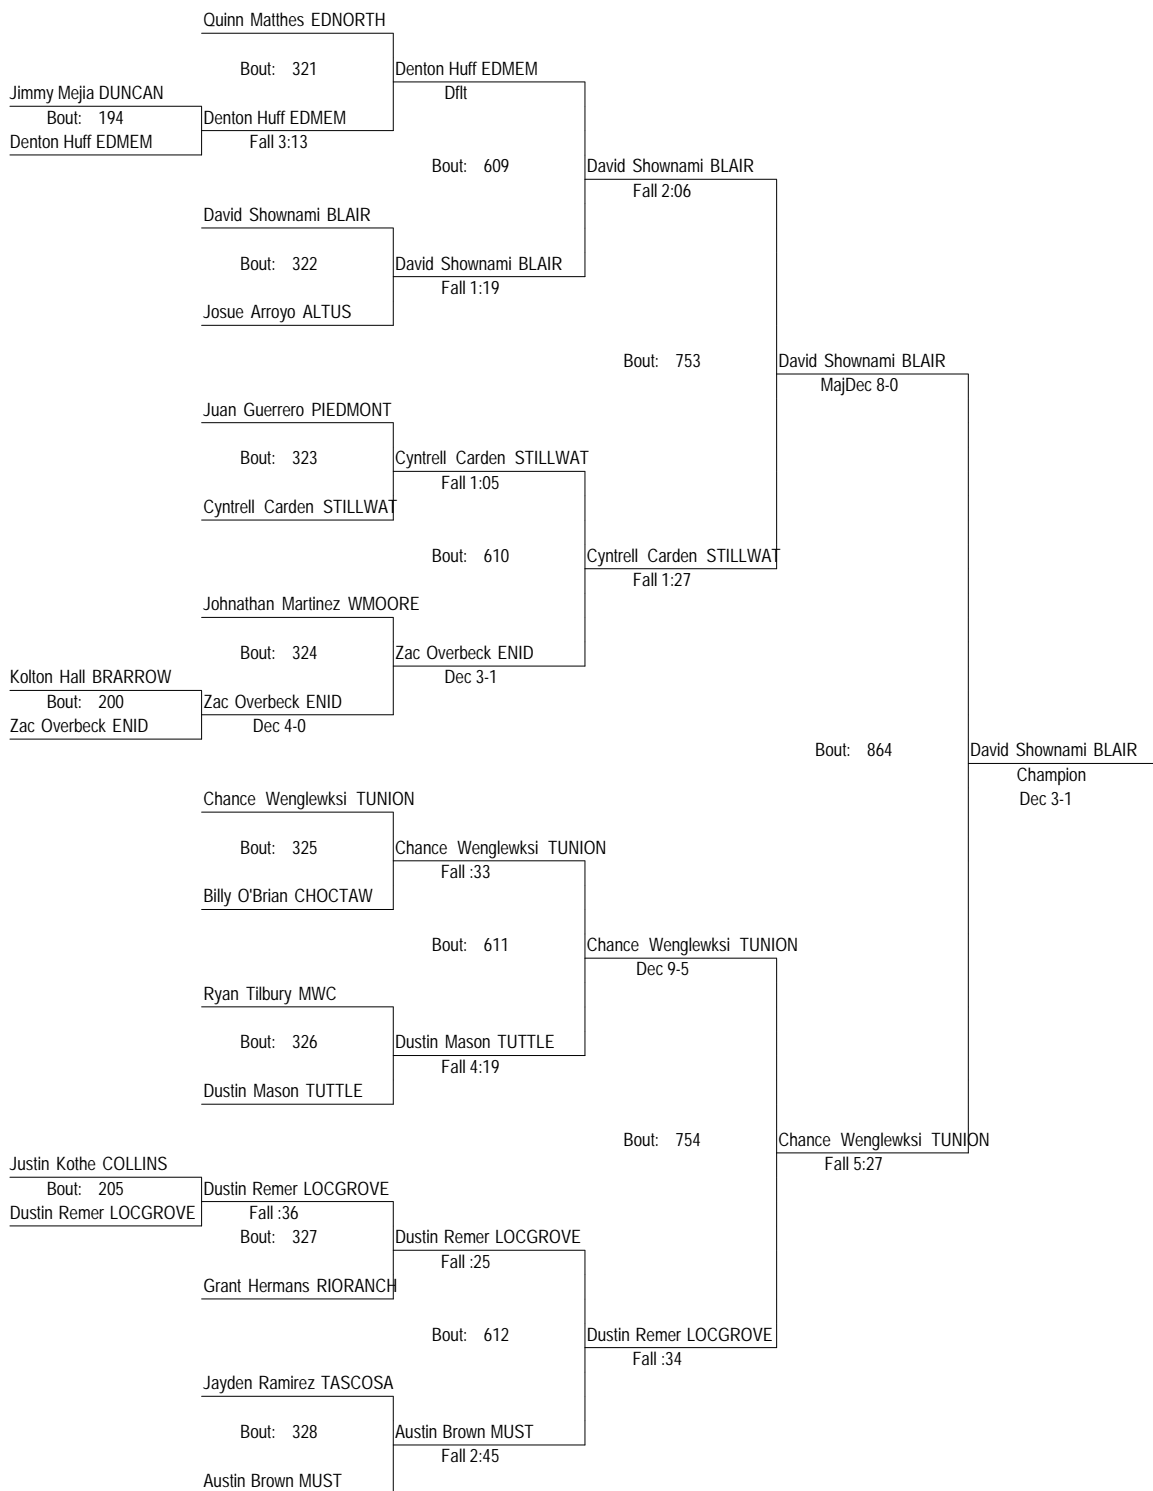 Quinn Matthes EDNORTH
Bout: 321
Denton Huff EDMEM
Dflt
Jimmy Mejia DUNCAN
Bout: 194
Denton Huff EDMEM
Denton Huff EDMEM
Fall 3:13
Bout: 609
David Shownami BLAIR
Fall 2:06
David Shownami BLAIR
Bout: 322
David Shownami BLAIR
Fall 1:19
Josue Arroyo ALTUS
Bout: 753
David Shownami BLAIR
MajDec 8-0
Juan Guerrero PIEDMONT
Bout: 323
Cyntrell Carden STILLWAT
Fall 1:05
Cyntrell Carden STILLWAT
Bout: 610
Cyntrell Carden STILLWAT
Fall 1:27
Johnathan Martinez WMOORE
Bout: 324
Zac Overbeck ENID
Dec 3-1
Kolton Hall BRARROW
Bout: 200
Zac Overbeck ENID
Zac Overbeck ENID
Dec 4-0
Bout: 864
David Shownami BLAIR
Champion
Dec 3-1
Chance Wenglewksi TUNION
Bout: 325
Chance Wenglewksi TUNION
Fall :33
Billy O'Brian CHOCTAW
Bout: 611
Chance Wenglewksi TUNION
Dec 9-5
Ryan Tilbury MWC
Bout: 326
Dustin Mason TUTTLE
Fall 4:19
Dustin Mason TUTTLE
Bout: 754
Chance Wenglewksi TUNION
Fall 5:27
Justin Kothe COLLINS
Bout: 205
Dustin Remer LOCGROVE
Dustin Remer LOCGROVE
Fall :36
Bout: 327
Dustin Remer LOCGROVE
Fall :25
Grant Hermans RIORANCH
Bout: 612
Dustin Remer LOCGROVE
Fall :34
Jayden Ramirez TASCOSA
Bout: 328
Austin Brown MUST
Fall 2:45
Austin Brown MUST